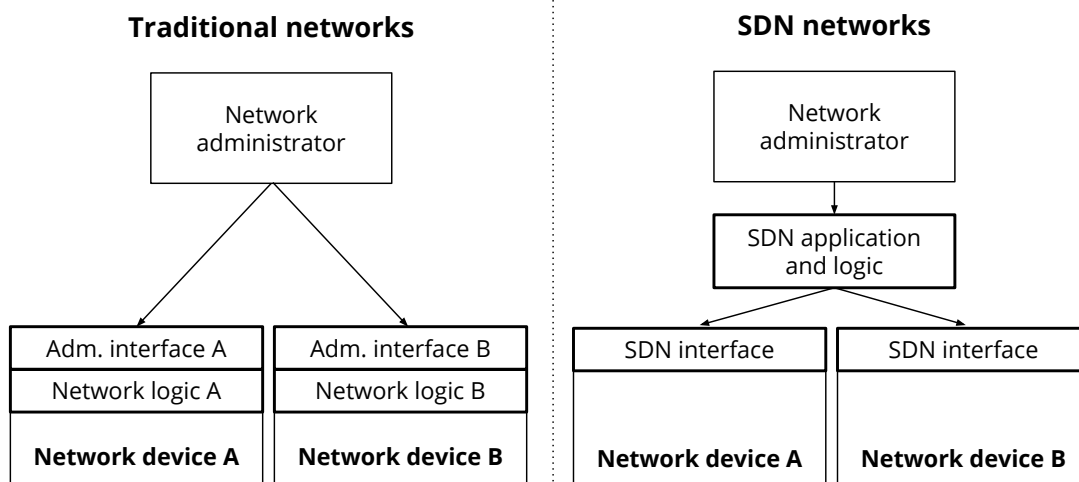 Traditional networks
Network
administrator
Adm. interface A
Network logic A
Network device A
Adm. interface B
Network logic B
Network device B
SDN networks
Network
administrator
SDN application
and logic
SDN interface
Network device A
SDN interface
Network device B